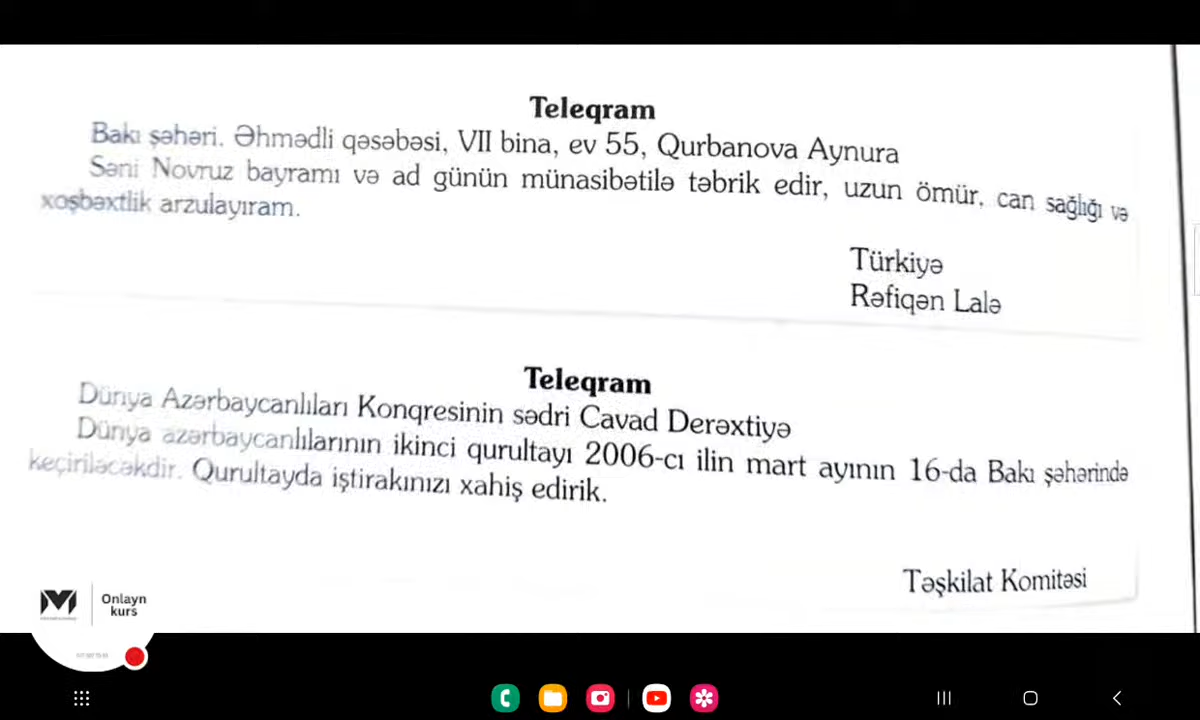 Teleqram
Bakı şəhəri. Əhmədli qəsəbəsi, VII bina, ev 55, Qurbanova Aynura
Səni Novruz bayramı və ad günün münasibətilə təbrik edir, uzun ömür, can sağlığı və
xoşbəxtlik arzulayıram.
Türkiyə
Rəfiqən Lalə
Teleqram
Dünya Azərbaycanlıları Konqresinin sədri Cavad Derəxtiyə
Dünya azərbaycanlılarının ikinci qurultayı 2006-cı ilin mart ayının 16-da Bakı şəhərində
keçiriləcəkdir. Qurultayda iştirakınızı xahiş edirik.
Təşkilat Komitəsi
M
Onlayn
kurs